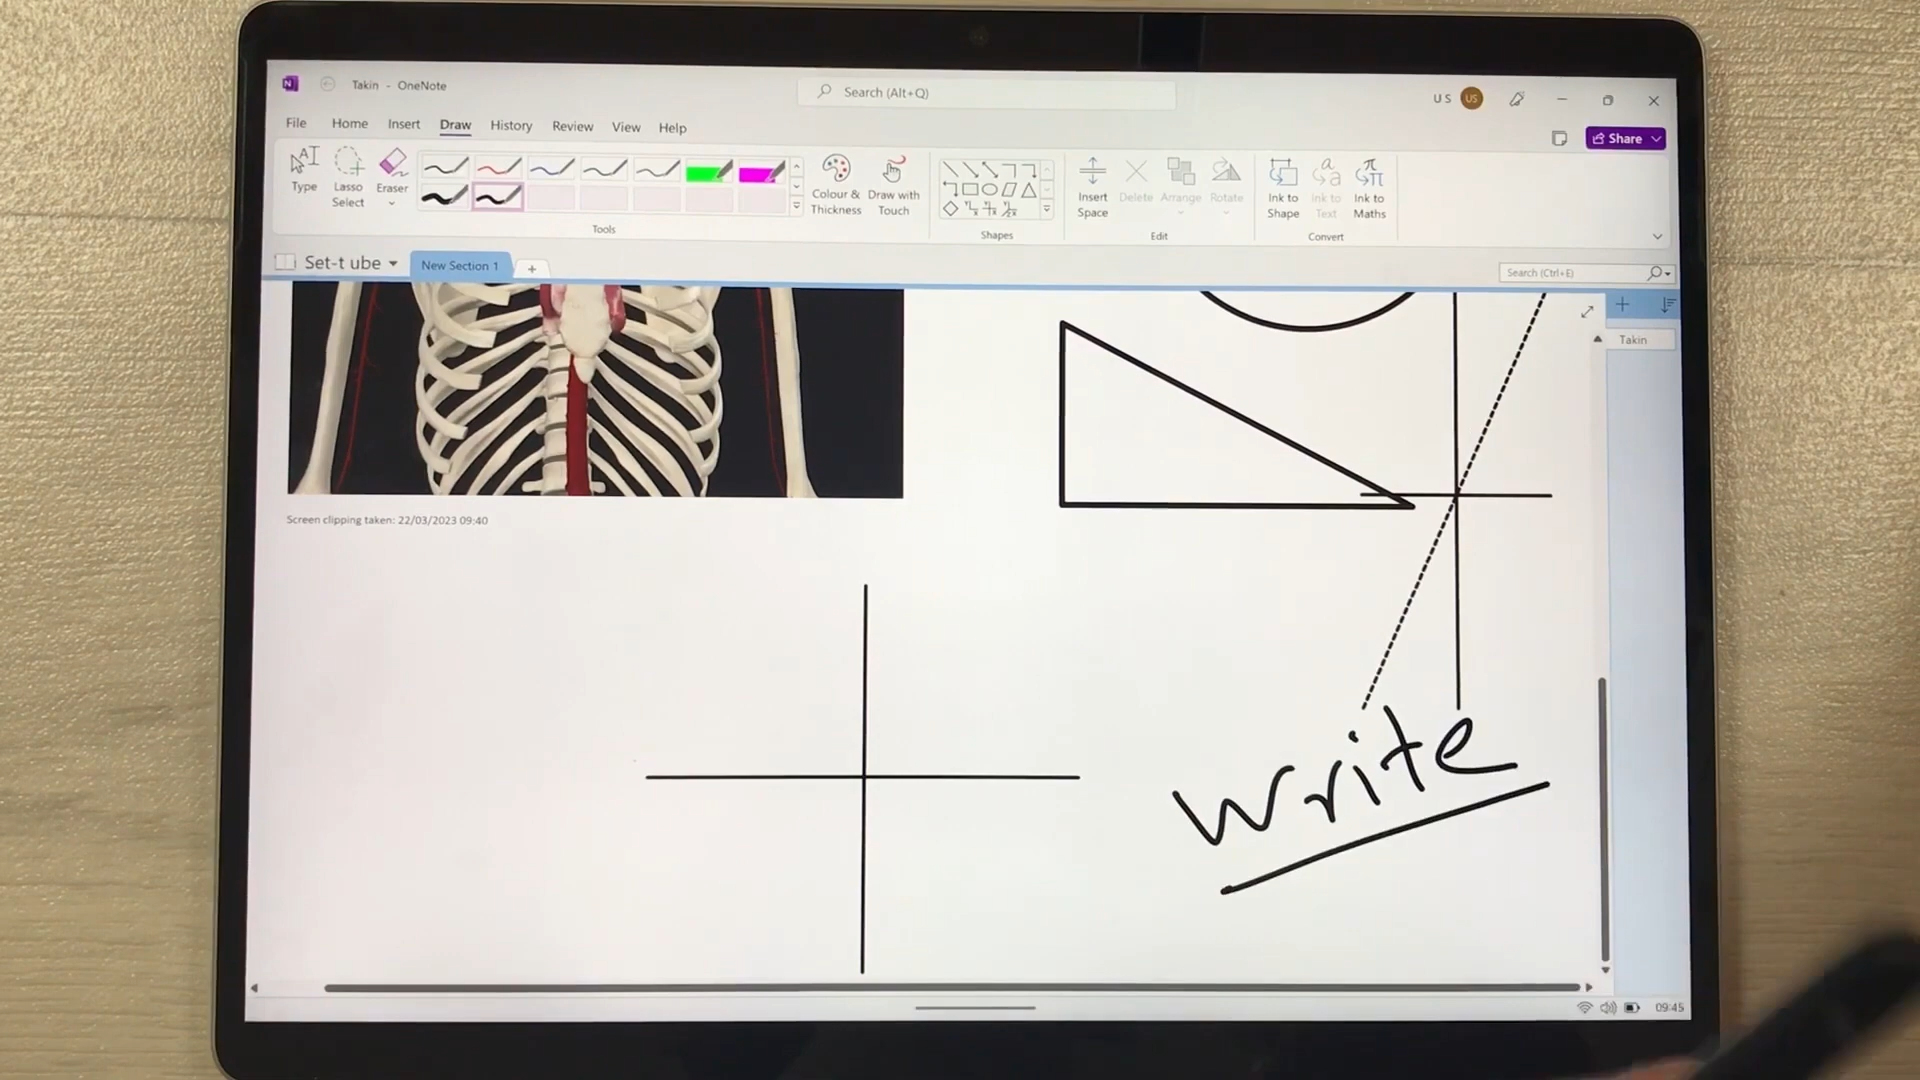 Takin - OneNote
Search (Alt+Q)
U S
US
File Home Insert Draw History Review View Help
Share
Type
Lasso Select
Eraser
Colour & Thickness
Draw with Touch
Tools
Shapes
Insert Space
Delete
Arrange
Rotate
Edit
Ink to Shape
Ink to Text
Ink to Maths
Convert
Set-t ube
New Section 1
Search (Ctrl+E)
Takin
Screen clipping taken: 22/03/2023 09:40
Write
09:45